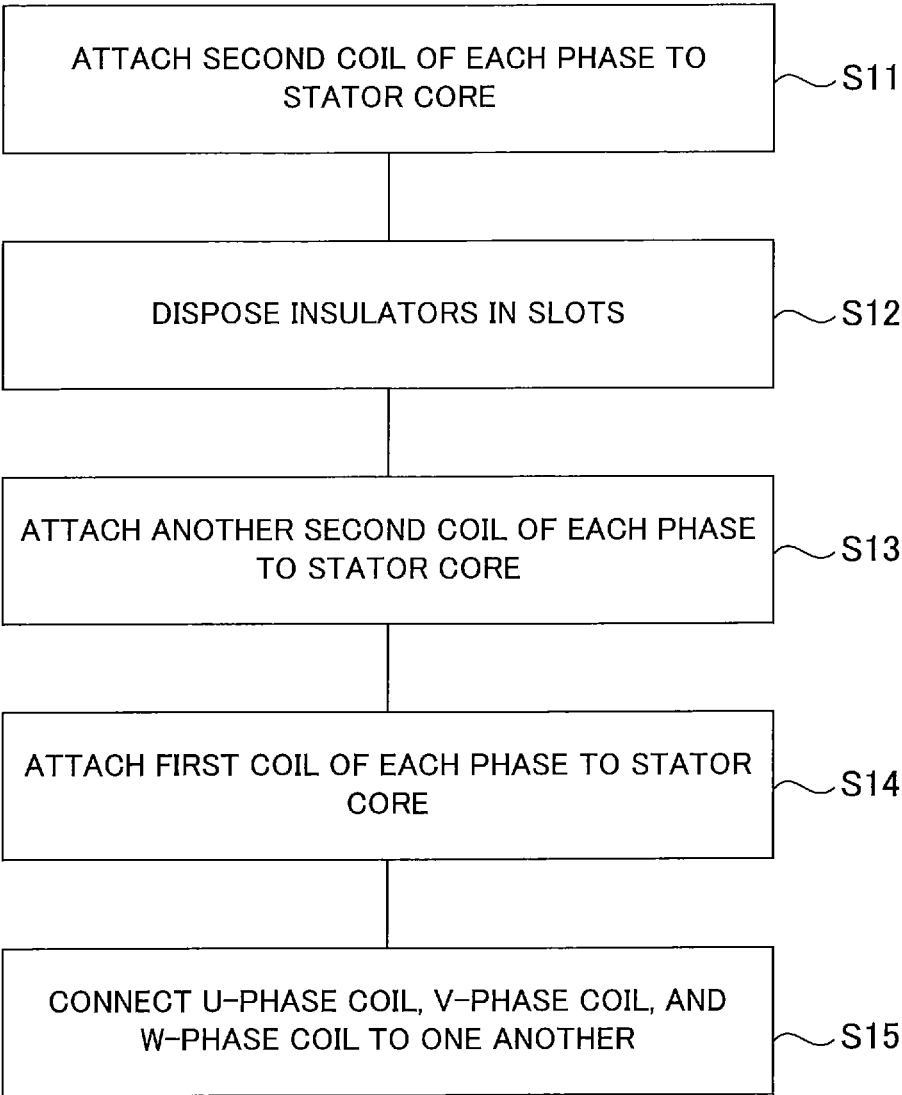 ATTACH SECOND COIL OF EACH PHASE TO
STATOR CORE
S11
DISPOSE INSULATORS IN SLOTS
S12
ATTACH ANOTHER SECOND COIL OF EACH PHASE
TO STATOR CORE
S13
ATTACH FIRST COIL OF EACH PHASE TO STATOR
CORE
S14
CONNECT U-PHASE COIL, V-PHASE COIL, AND
W-PHASE COIL TO ONE ANOTHER
S15